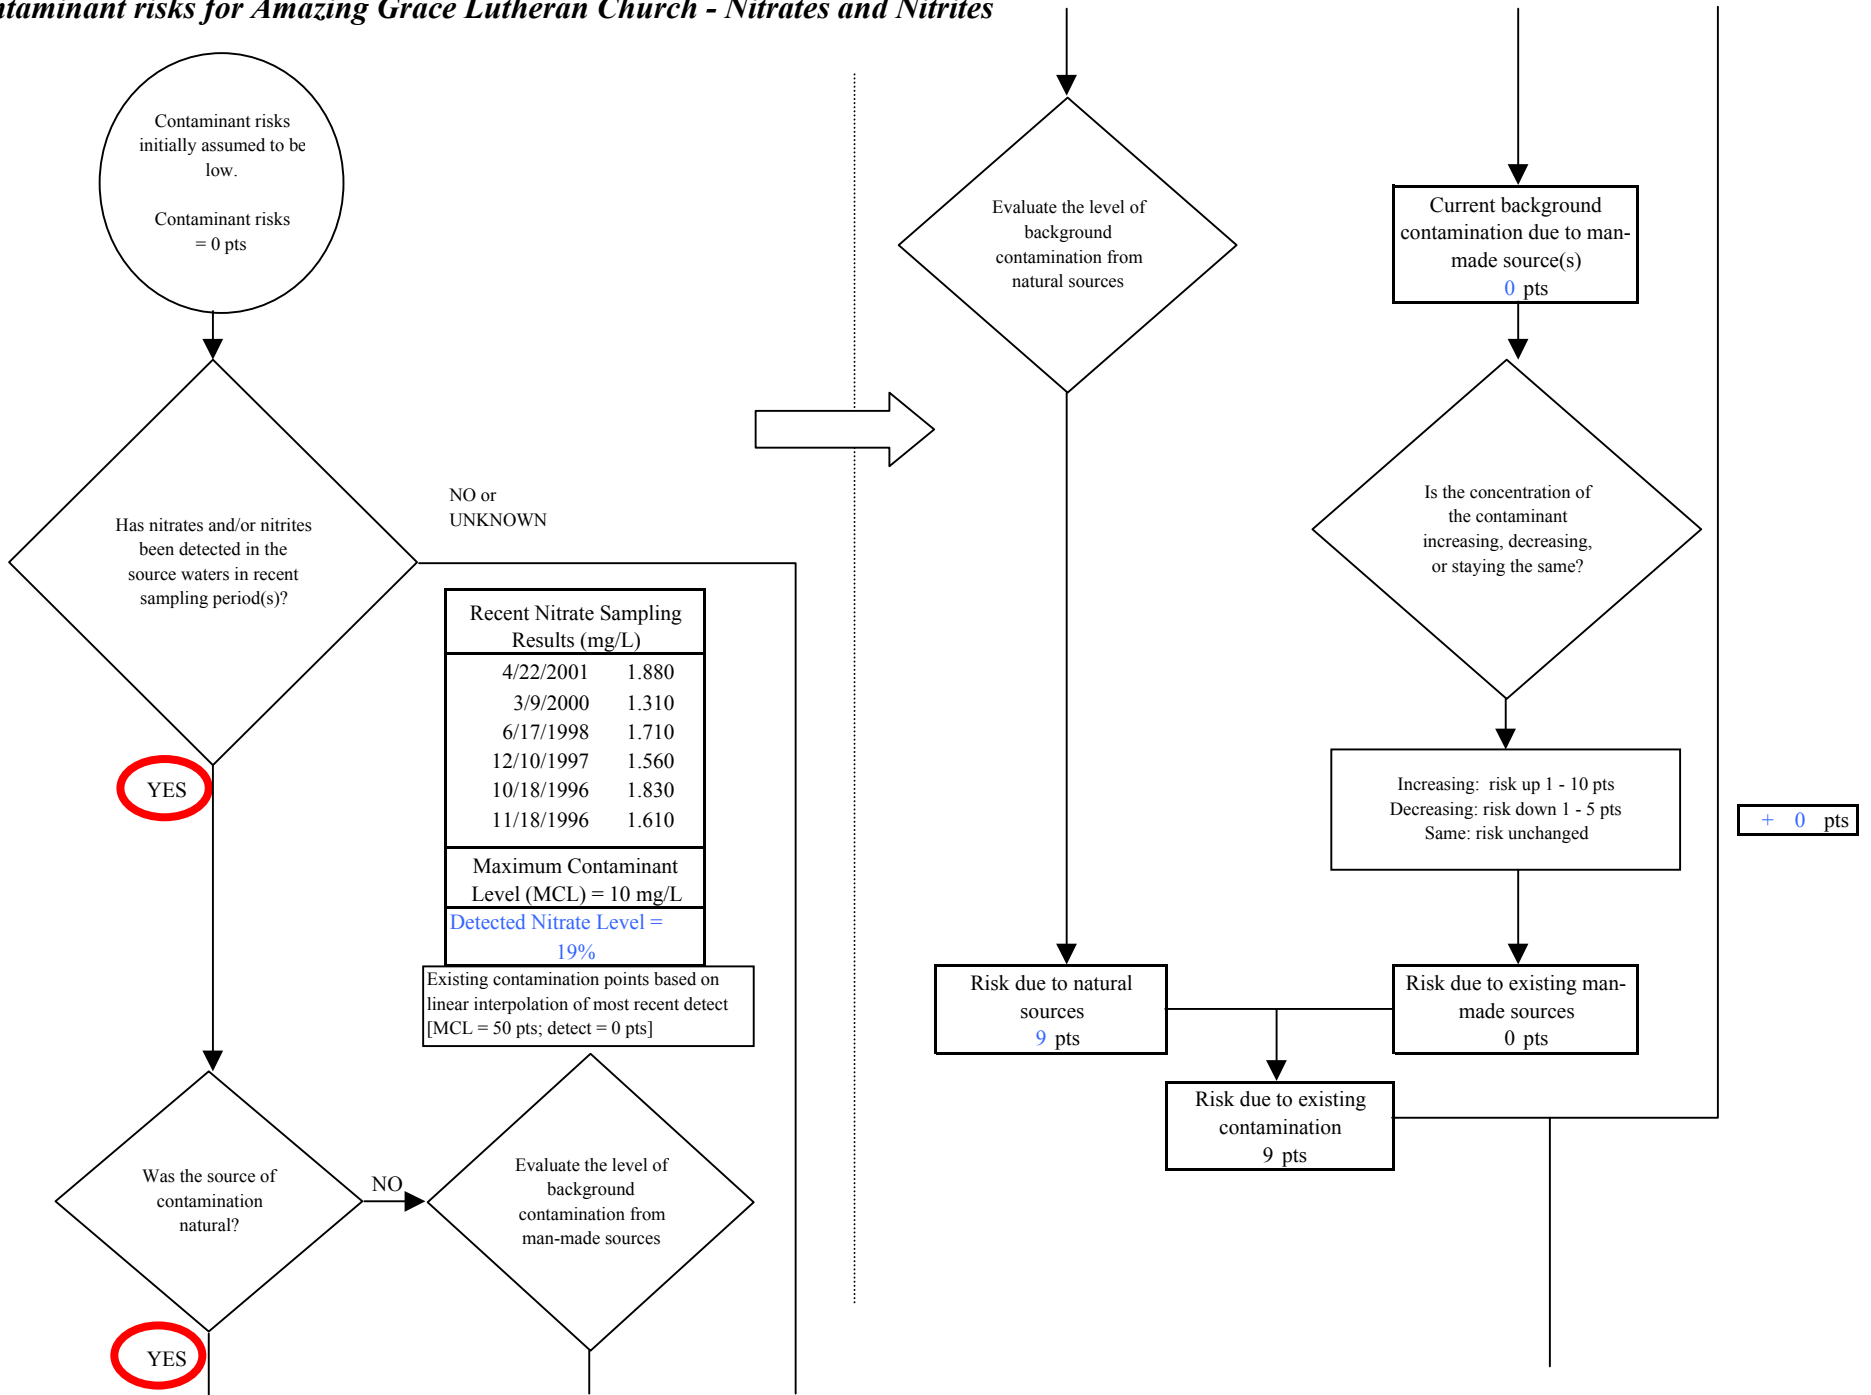 ntaminant risks for Amazing Grace Lutheran Church - Nitrates and Nitrites
Contaminant risks
initially assumed to be
low.
Contaminant risks
= 0 pts
Has nitrates and/or nitrites
been detected in the
source waters in recent
sampling period(s)?
NO or
UNKNOWN
YES
Recent Nitrate Sampling
Results (mg/L)
4/22/2001 1.880
3/9/2000 1.310
6/17/1998 1.710
12/10/1997 1.560
10/18/1996 1.830
11/18/1996 1.610
Maximum Contaminant
Level (MCL) = 10 mg/L
Detected Nitrate Level =
19%
Existing contamination points based on
linear interpolation of most recent detect
[MCL = 50 pts; detect = 0 pts]
Was the source of
contamination
natural?
NO
YES
Evaluate the level of
background
contamination from
man-made sources
Evaluate the level of
background
contamination from
natural sources
Current background
contamination due to man-
made source(s)
0 pts
Is the concentration of
the contaminant
increasing, decreasing,
or staying the same?
Increasing: risk up 1 - 10 pts
Decreasing: risk down 1 - 5 pts
Same: risk unchanged
+ 0 pts
Risk due to natural
sources
9 pts
Risk due to existing man-
made sources
0 pts
Risk due to existing
contamination
9 pts